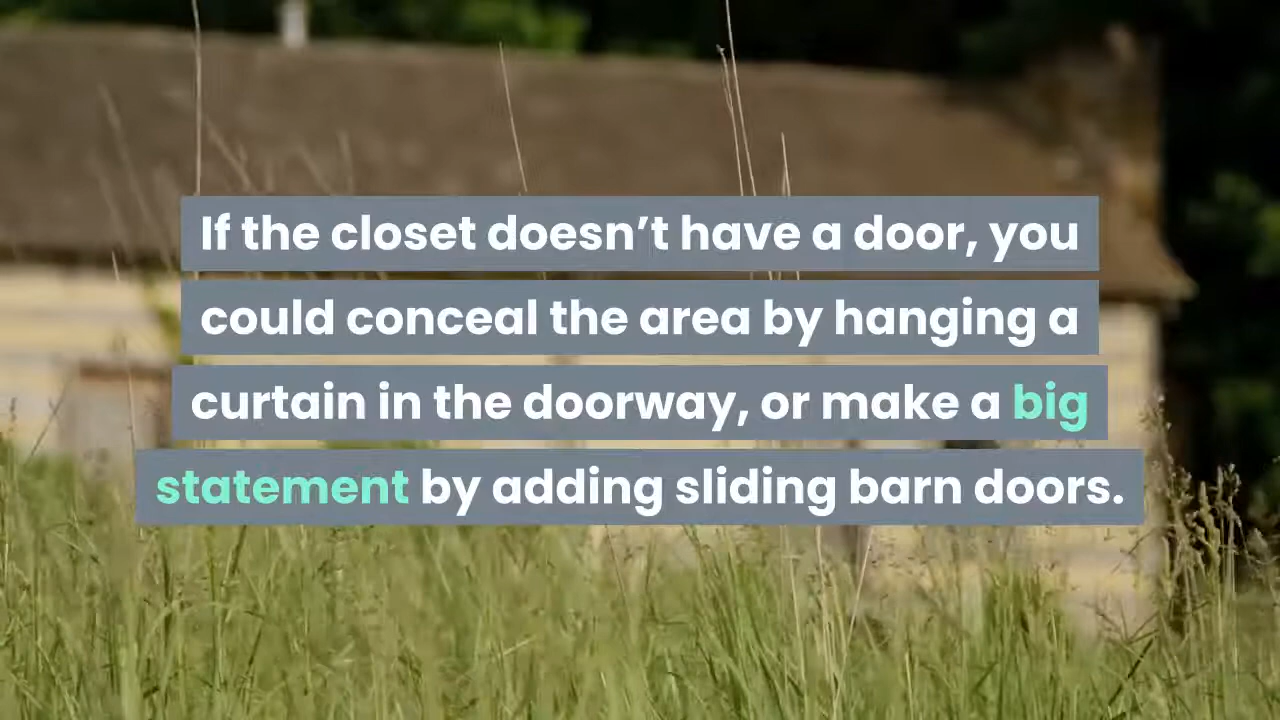 If the closet doesn’t have a door, you
could conceal the area by hanging a
curtain in the doorway, or make a big
statement by adding sliding barn doors.